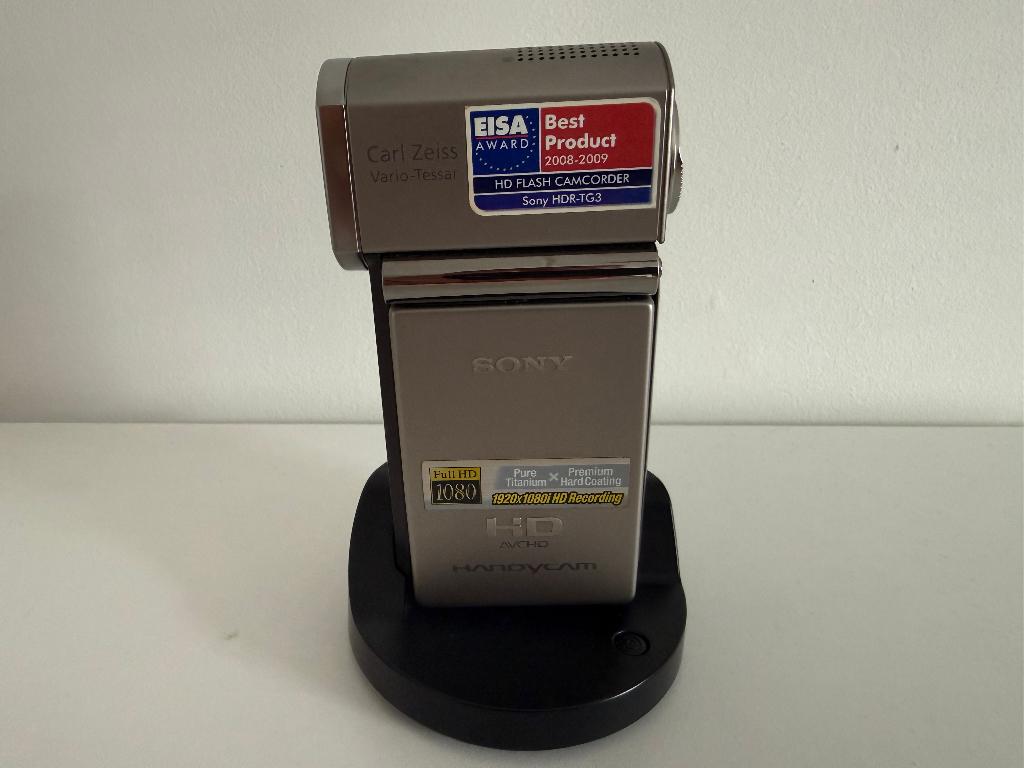 Carl Zeiss
Vario-Tessar
EISA
AWARD
Best
Product
2008-2009
HD FLASH CAMCORDER
Sony HDR-TG3
SONY
Full HD
1080
Pure
Titanium
×
Premium
Hard Coating
1920x1080i HD Recording
HD
AVCHD
HANDYCAM